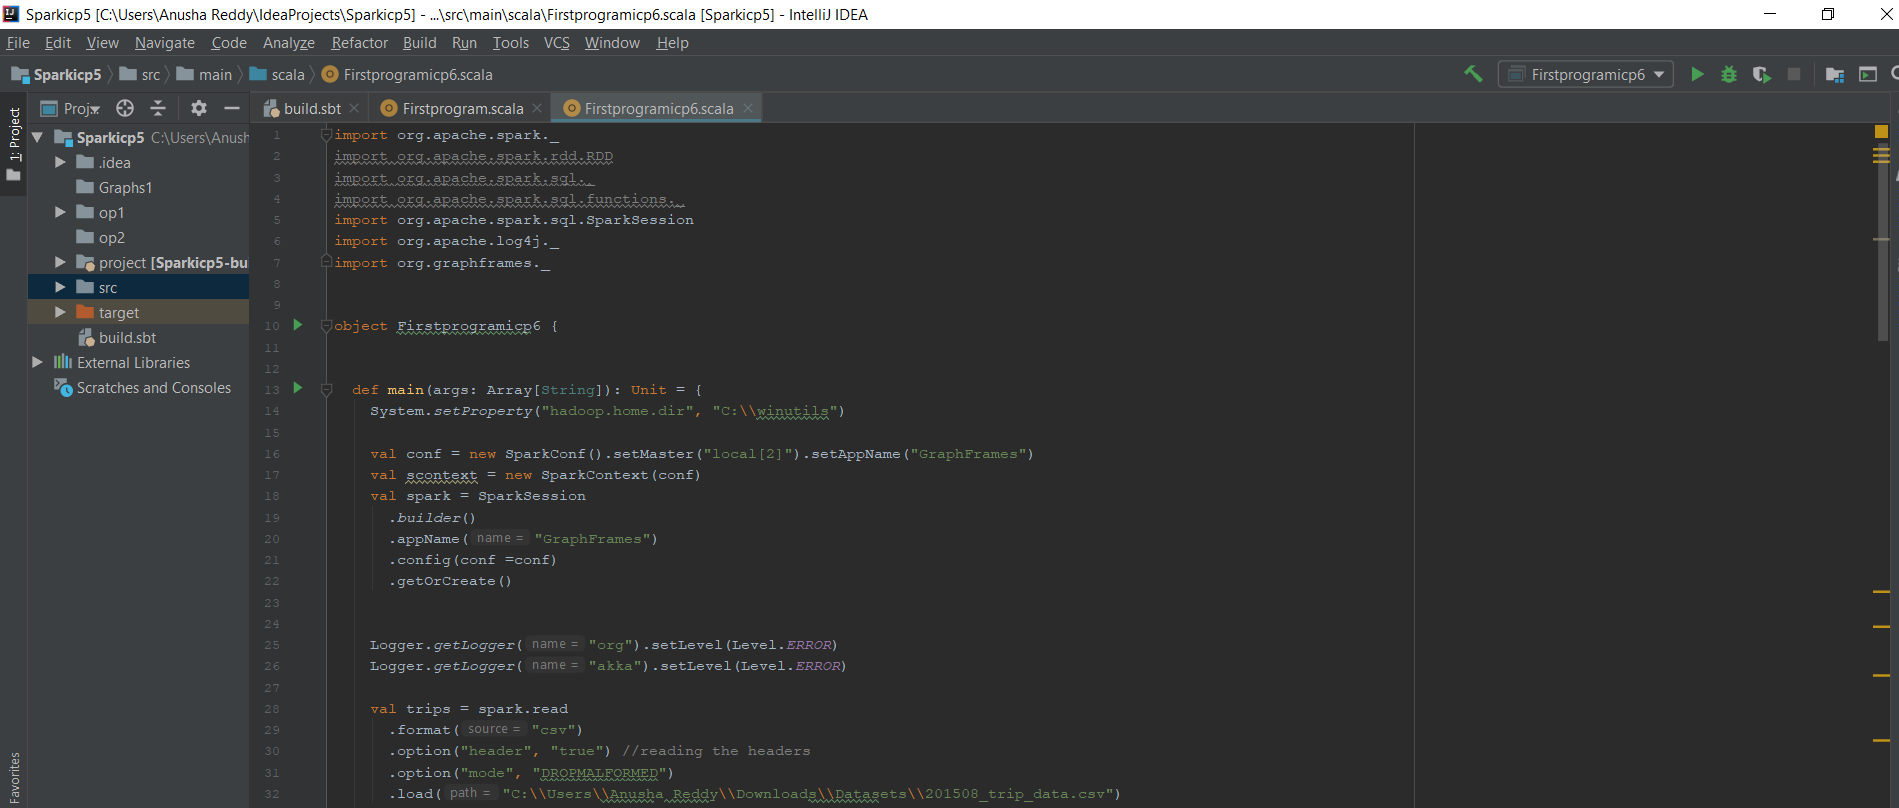 Sparkicp5 [C:\Users\Anusha Reddy\IdeaProjects\Sparkicp5] - ...\src\main\scala\Firstprogramicp6.scala [Sparkicp5] - IntelliJ IDEA
File Edit View Navigate Code Analyze Refactor Build Run Tools VCS Window Help
Sparkicp5 src main scala Firstprogramicp6.scala Firstprogramicp6
Proj build.sbt Firstprogram.scala Firstprogramicp6.scala
1: Project
Sparkicp5 C:\Users\Anush
.idea
Graphs1
op1
op2
project [Sparkicp5-bu
src
target
build.sbt
External Libraries
Scratches and Consoles
Favorites
1 import org.apache.spark._
2 import org.apache.spark.rdd.RDD
3 import org.apache.spark.sql._
4 import org.apache.spark.sql.functions._
5 import org.apache.spark.sql.SparkSession
6 import org.apache.log4j._
7 import org.graphframes._
8
9
10 object Firstprogramicp6 {
11
12
13 def main(args: Array[String]): Unit = {
14 System.setProperty("hadoop.home.dir", "C:\\winutils")
15
16 val conf = new SparkConf().setMaster("local[2]").setAppName("GraphFrames")
17 val scontext = new SparkContext(conf)
18 val spark = SparkSession
19 .builder()
20 .appName( name = "GraphFrames")
21 .config(conf =conf)
22 .getOrCreate()
23
24
25 Logger.getLogger( name = "org").setLevel(Level.ERROR)
26 Logger.getLogger( name = "akka").setLevel(Level.ERROR)
27
28 val trips = spark.read
29 .format( source = "csv")
30 .option("header", "true") //reading the headers
31 .option("mode", "DROPMALFORMED")
32 .load( path = "C:\\Users\\Anusha Reddy\\Downloads\\Datasets\\201508_trip_data.csv")